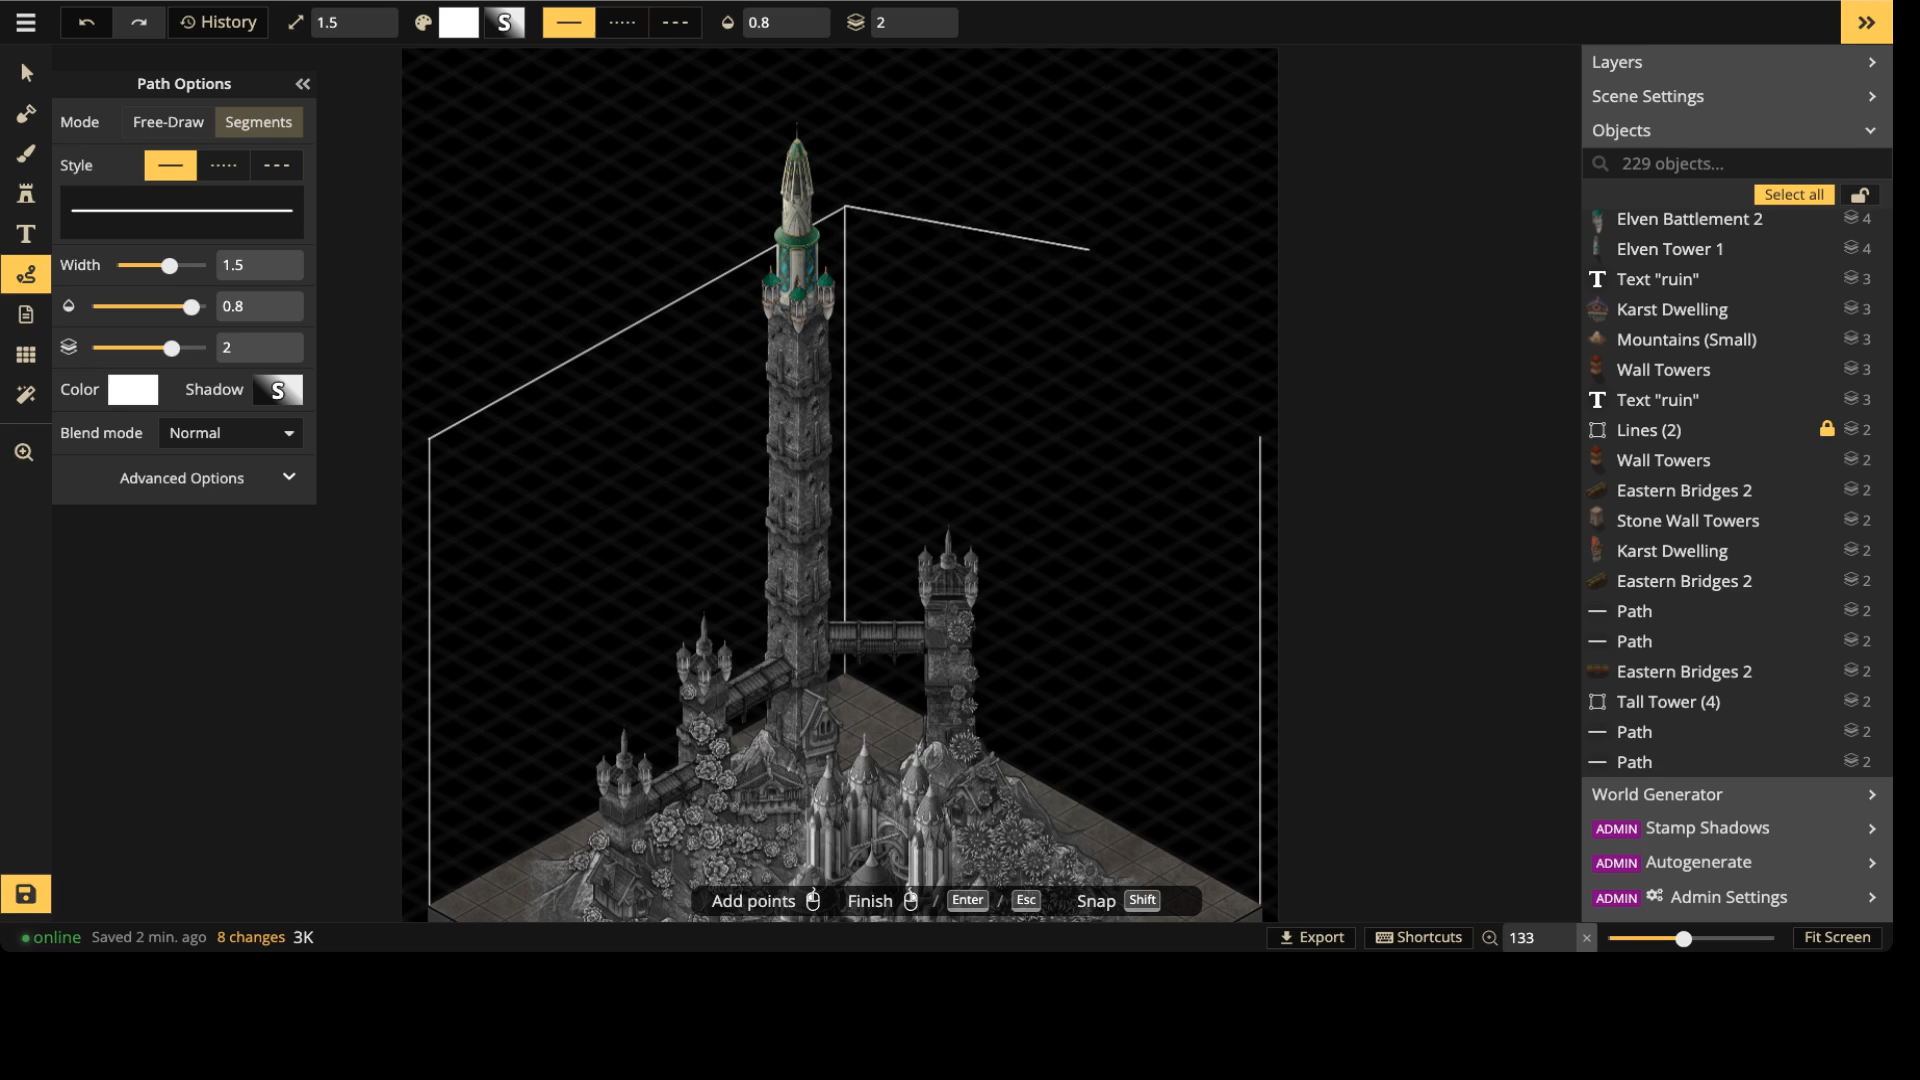 History
1.5
S
0.8
2
Path Options
Mode
Free-Draw
Segments
Style
Width
1.5
0.8
2
Color
Shadow
S
Blend mode
Normal
Advanced Options
Layers
Scene Settings
Objects
229 objects...
Select all
Elven Battlement 2
4
Elven Tower 1
4
T Text "ruin"
3
Karst Dwelling
3
Mountains (Small)
3
Wall Towers
3
T Text "ruin"
3
Lines (2)
2
Wall Towers
2
Eastern Bridges 2
2
Stone Wall Towers
2
Karst Dwelling
2
Eastern Bridges 2
2
Path
2
Path
2
Eastern Bridges 2
2
Tall Tower (4)
2
Path
2
Path
2
World Generator
ADMIN Stamp Shadows
ADMIN Autogenerate
ADMIN Admin Settings
Add points
Finish / Enter / Esc
Snap Shift
online Saved 2 min. ago 8 changes 3K
Export
Shortcuts
133
Fit Screen